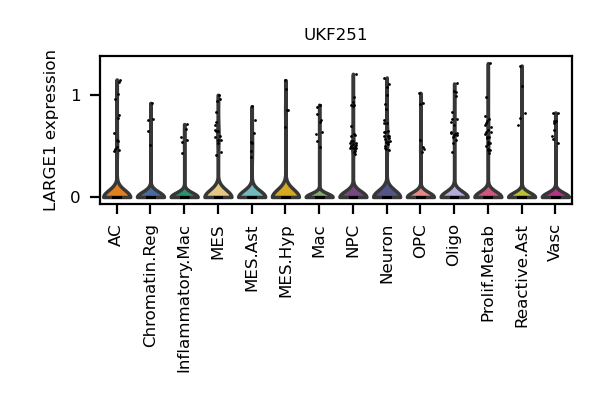 UKF251
LARGE1 expression
1
0
AC
Chromatin.Reg
Inflammatory.Mac
MES
MES.Ast
MES.Hyp
Mac
NPC
Neuron
OPC
Oligo
Prolif.Metab
Reactive.Ast
Vasc